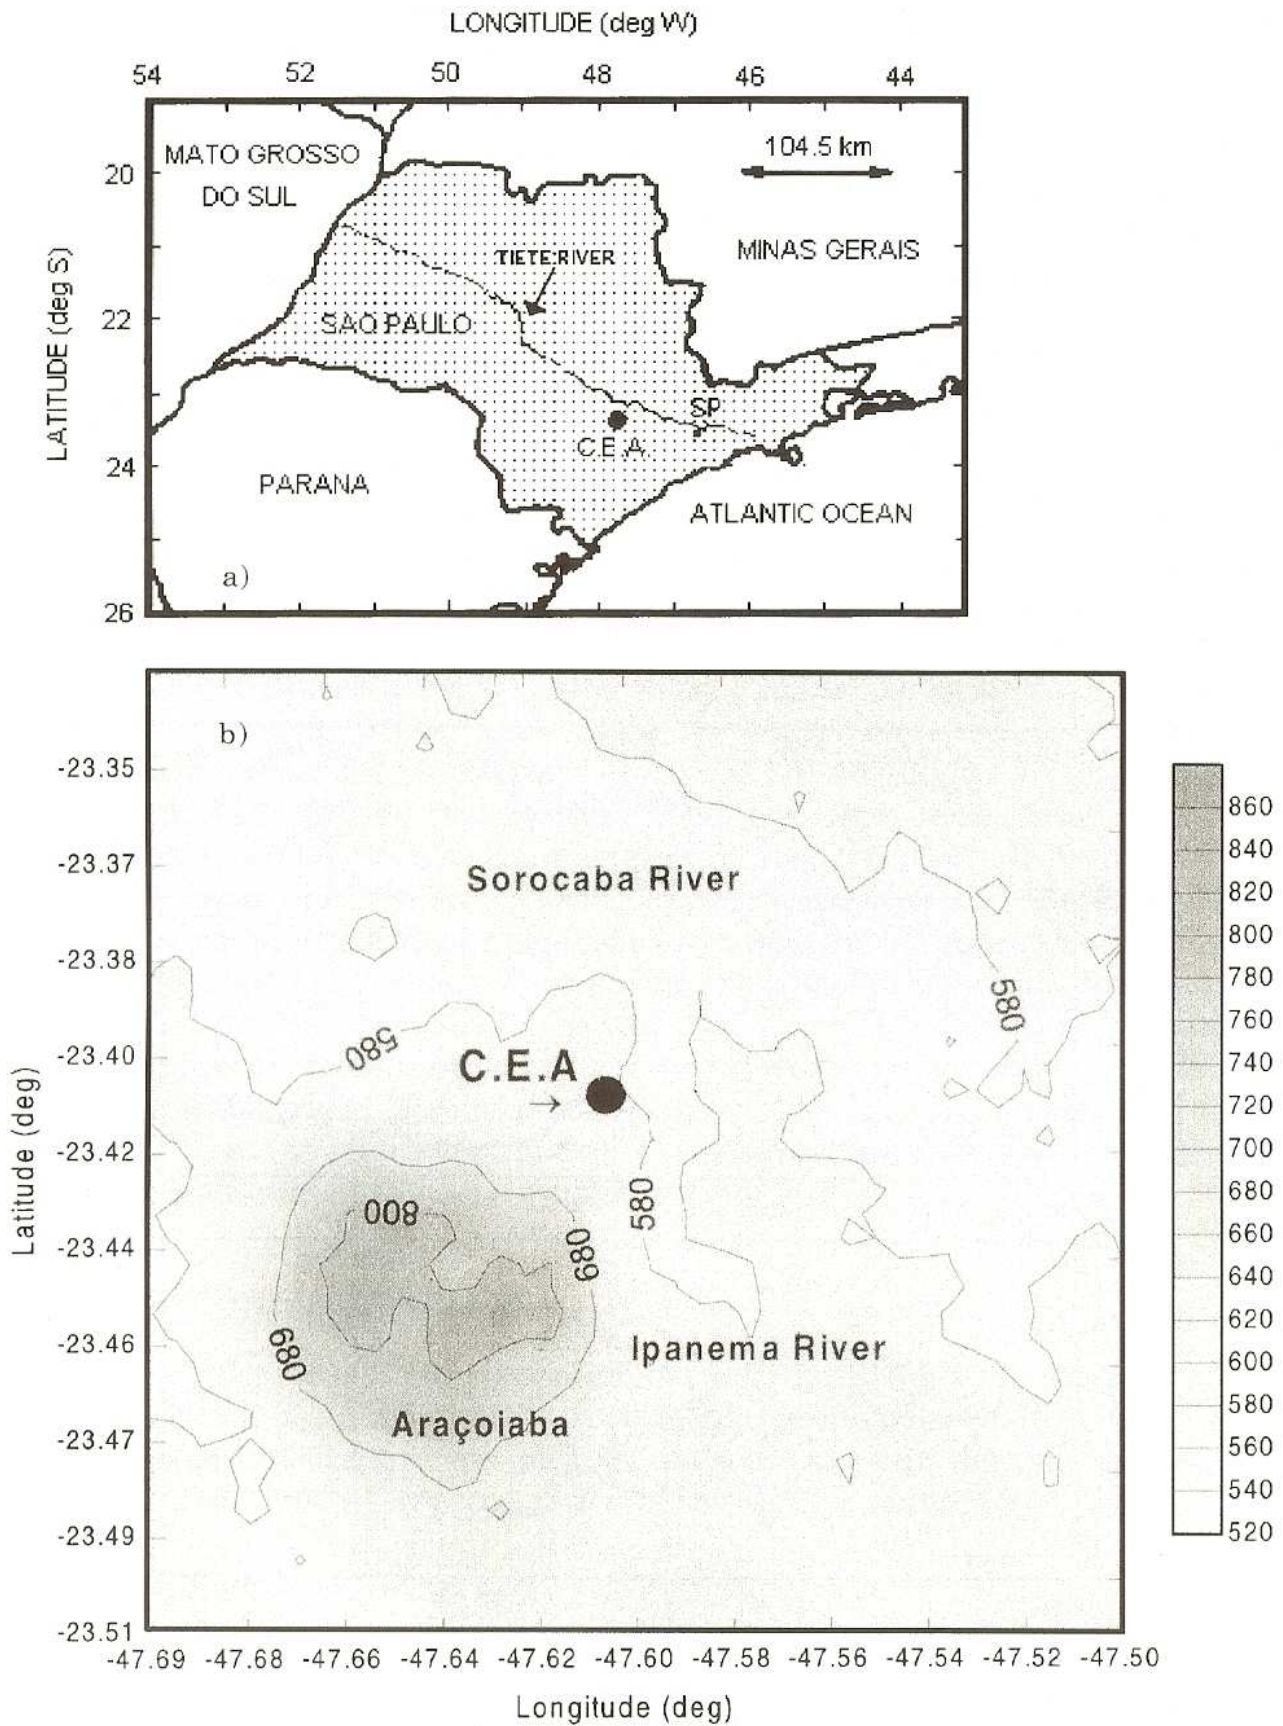 LONGITUDE (deg W)
54 52 50 48 46 44
MATO GROSSO
DO SUL
104.5 km
20
MINAS GERAIS
TIETE RIVER
LATITUDE (deg S)
22
SAO PAULO
SP
C.E.A
24
PARANA
ATLANTIC OCEAN
a)
26
b)
-23.35
860
840
-23.37
Sorocaba River
820
800
-23.38
780
580
760
580
-23.40
C.E.A
740
→
720
Latitude (deg)
-23.42
700
800
580
680
-23.44
680
660
640
680
-23.46
Ipanema River
620
600
Araçoiaba
580
-23.47
560
540
-23.49
520
-23.51
-47.69 -47.68 -47.66 -47.64 -47.62 -47.60 -47.58 -47.56 -47.54 -47.52 -47.50
Longitude (deg)